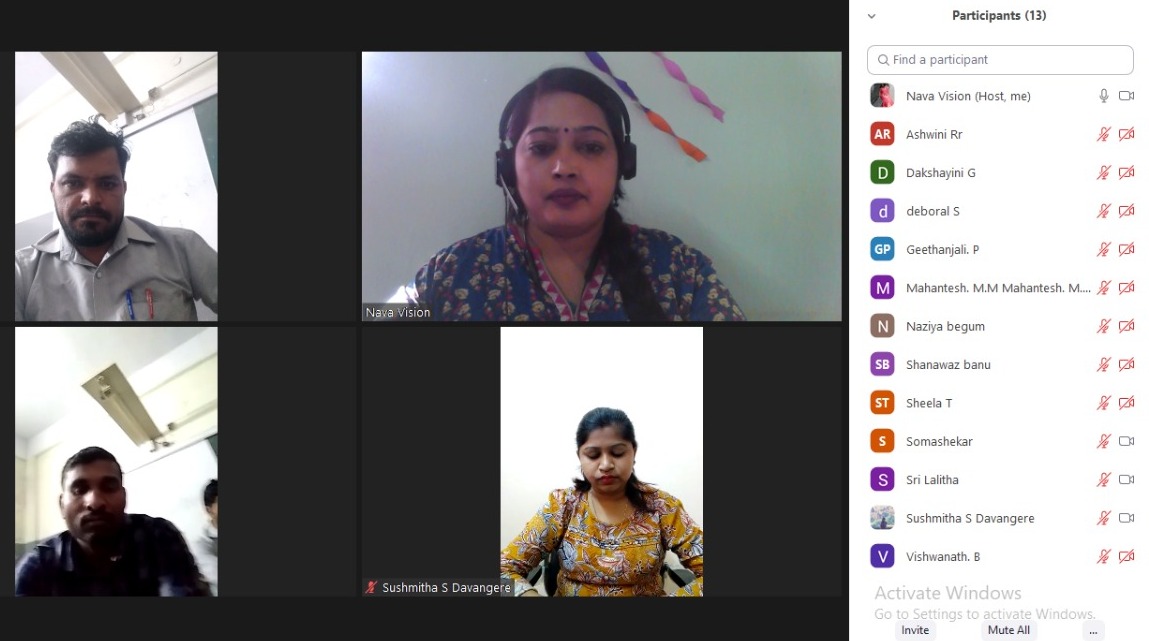 Nava Vision
Sushmitha S Davangere
Participants (13)
Find a participant
Nava Vision (Host, me)
AR Ashwini Rr
D Dakshayini G
d deboral S
GP Geethanjali. P
M Mahantesh. M.M Mahantesh. M....
N Naziya begum
SB Shanawaz banu
ST Sheela T
S Somashekar
S Sri Lalitha
Sushmitha S Davangere
V Vishwanath. B
Activate Windows
Go to Settings to activate Windows.
Invite Mute All ...